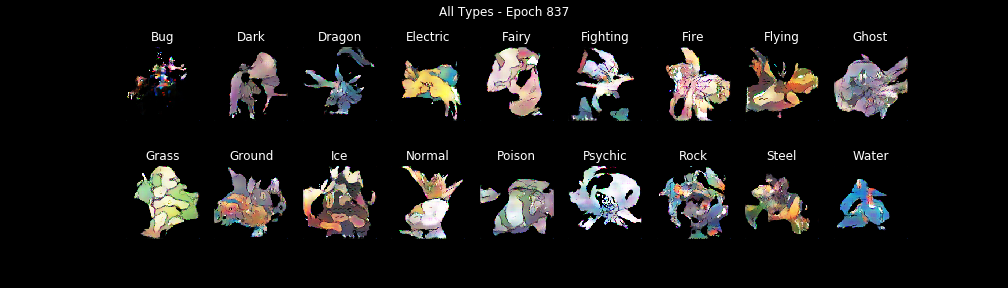 All Types - Epoch 837
Bug Dark Dragon Electric Fairy Fighting Fire Flying Ghost
Grass Ground Ice Normal Poison Psychic Rock Steel Water